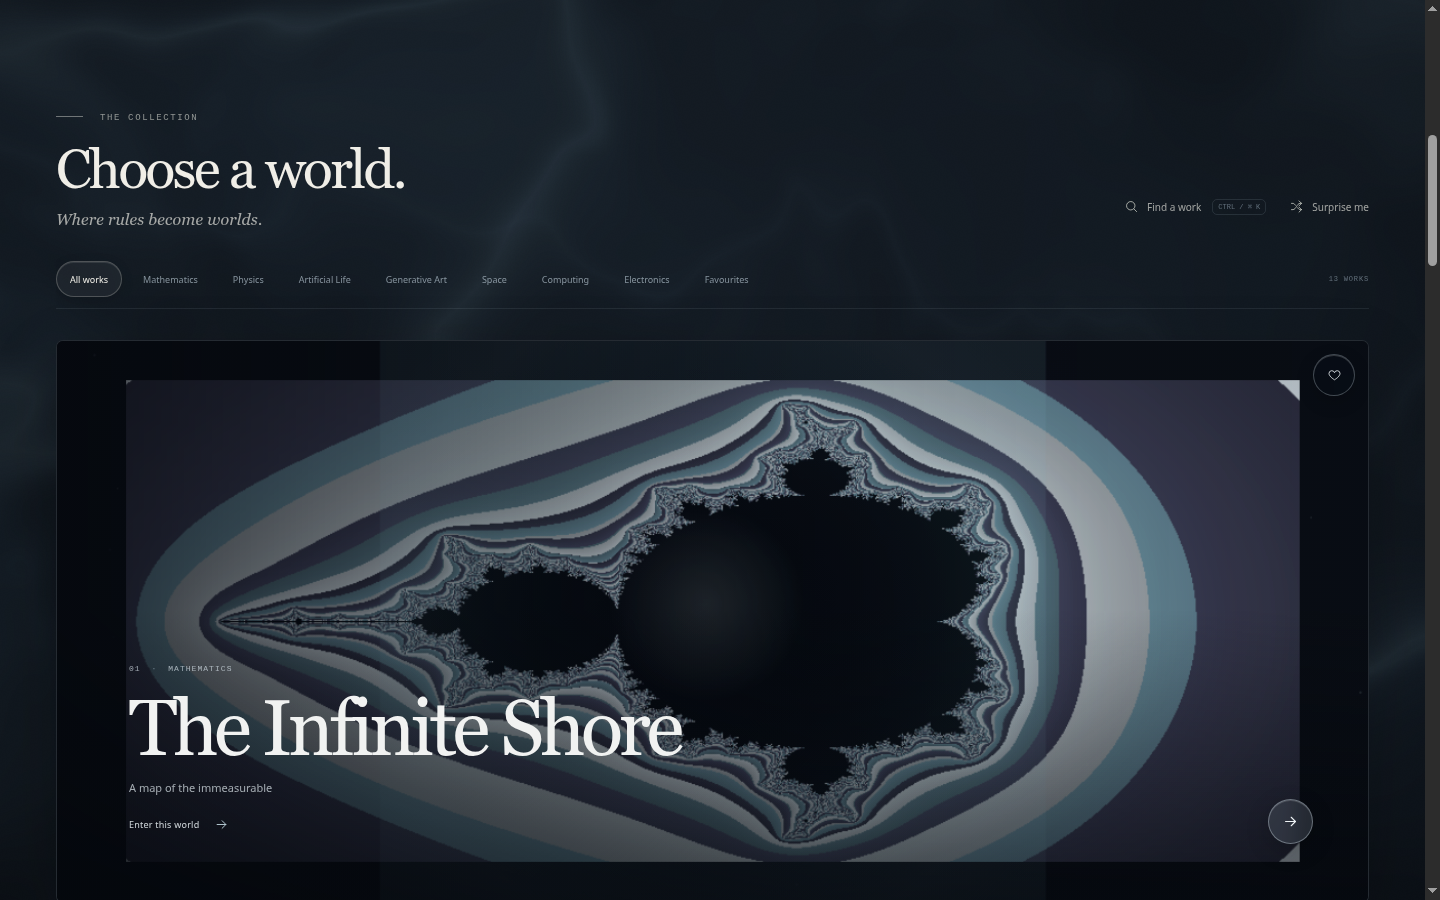 THE COLLECTION
Choose a world.
Where rules become worlds.
Find a work CTRL / ⌘ K Surprise me
All works Mathematics Physics Artificial Life Generative Art Space Computing Electronics Favourites 13 WORKS
01 · MATHEMATICS
The Infinite Shore
A map of the immeasurable
Enter this world →